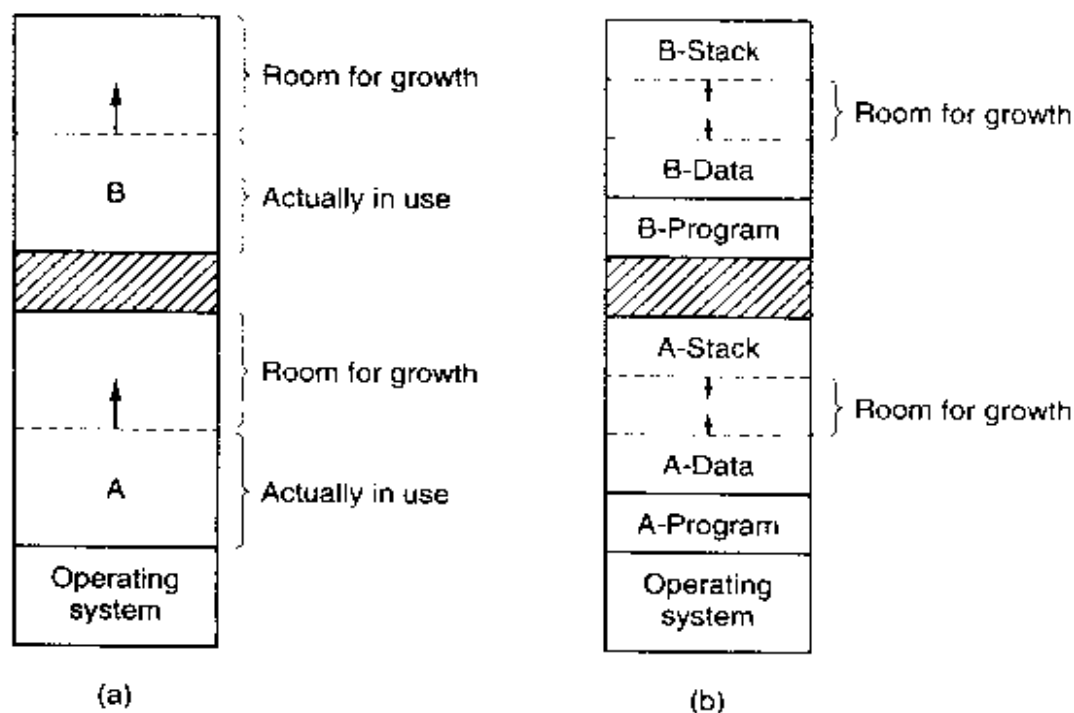 Room for growth
B
Actually in use
Room for growth
A
Actually in use
Operating
system
(a)
B-Stack
Room for growth
B-Data
B-Program
A-Stack
Room for growth
A-Data
A-Program
Operating
system
(b)